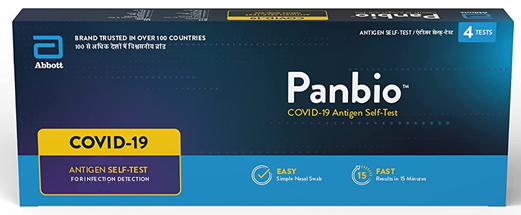 Panbio™
Abbott
BRAND TRUSTED IN OVER 100 COUNTRIES
100 से अधिक देशों में विश्वसनीय ब्रांड
ANTIGEN SELF-TEST / एंटीजन सेल्फ-टेस्ट
4 TESTS
Panbio™
COVID-19 Antigen Self-Test
COVID-19
ANTIGEN SELF-TEST
FOR INFECTION DETECTION
EASY
Simple Nasal Swab
15
FAST
Results in 15 Minutes